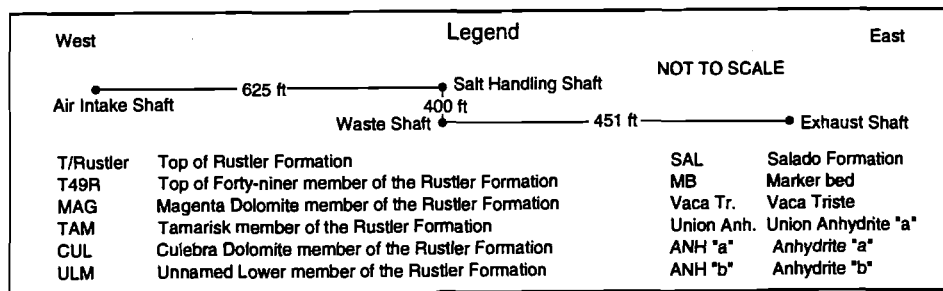 Legend
West
East
NOT TO SCALE
625 ft
Salt Handling Shaft
Air Intake Shaft
400 ft
Waste Shaft
451 ft
Exhaust Shaft
T/Rustler Top of Rustler Formation
T49R Top of Forty-niner member of the Rustler Formation
MAG Magenta Dolomite member of the Rustler Formation
TAM Tamarisk member of the Rustler Formation
CUL Culebra Dolomite member of the Rustler Formation
ULM Unnamed Lower member of the Rustler Formation
SAL Salado Formation
MB Marker bed
Vaca Tr. Vaca Triste
Union Anh. Union Anhydrite "a"
ANH "a" Anhydrite "a"
ANH "b" Anhydrite "b"